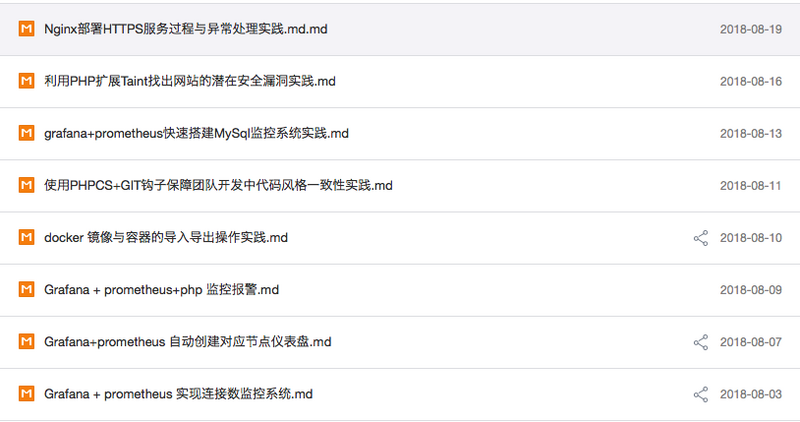 Nginx部署HTTPS服务过程与异常处理实践.md.md 2018-08-19
利用PHP扩展Taint找出网站的潜在安全漏洞实践.md 2018-08-16
grafana+prometheus快速搭建MySql监控系统实践.md 2018-08-13
使用PHPCS+GIT钩子保障团队开发中代码风格一致性实践.md 2018-08-11
docker 镜像与容器的导入导出操作实践.md 2018-08-10
Grafana + prometheus+php 监控报警.md 2018-08-09
Grafana+prometheus 自动创建对应节点仪表盘.md 2018-08-07
Grafana + prometheus 实现连接数监控系统.md 2018-08-03